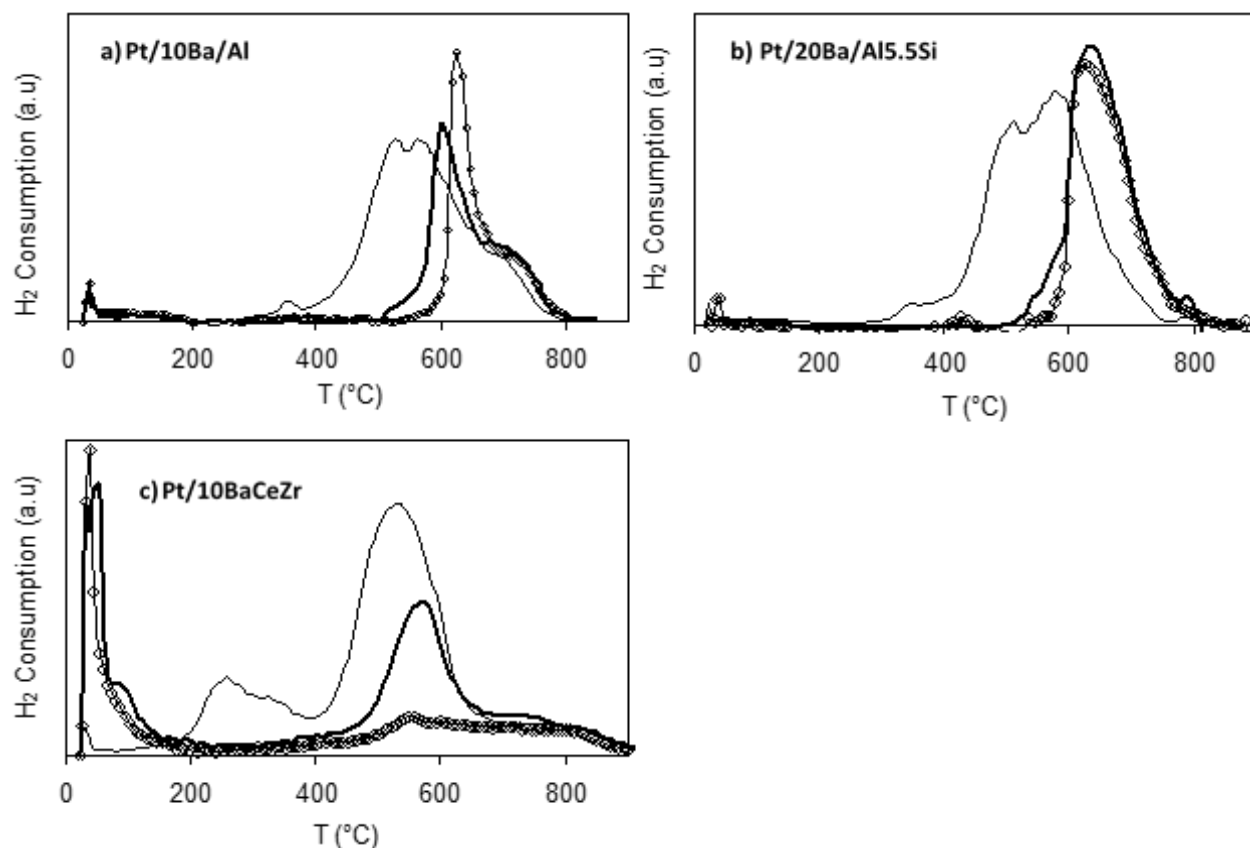 a) Pt/10Ba/Al
H₂ Consumption (a.u)
0 200 400 600 800
T (°C)
b) Pt/20Ba/Al5.5Si
H₂ Consumption (a.u)
0 200 400 600 800
T (°C)
c) Pt/10BaCeZr
H₂ Consumption (a.u)
0 200 400 600 800
T (°C)